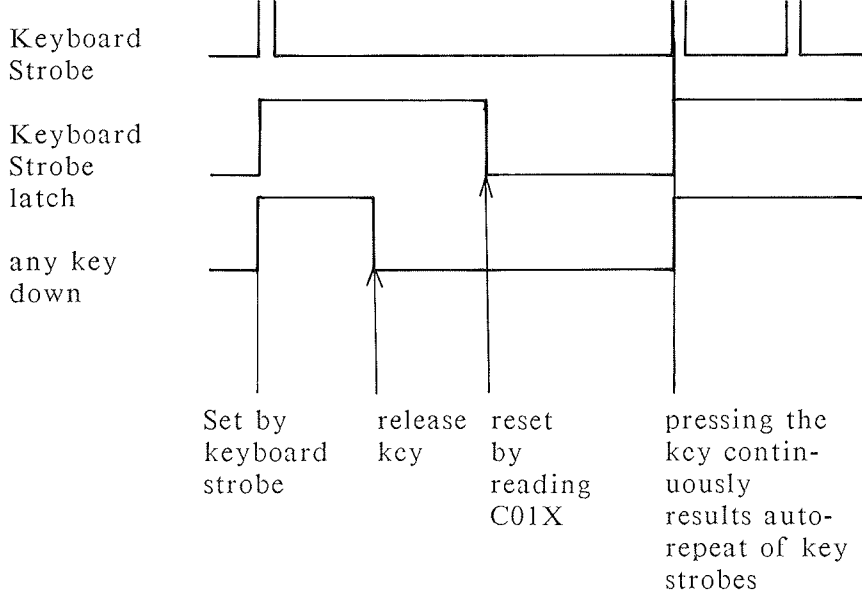 Keyboard
Strobe
Keyboard
Strobe
latch
any key
down
Set by
keyboard
strobe
release
key
reset
by
reading
C01X
pressing the
key contin-
uously
results auto-
repeat of key
strobes